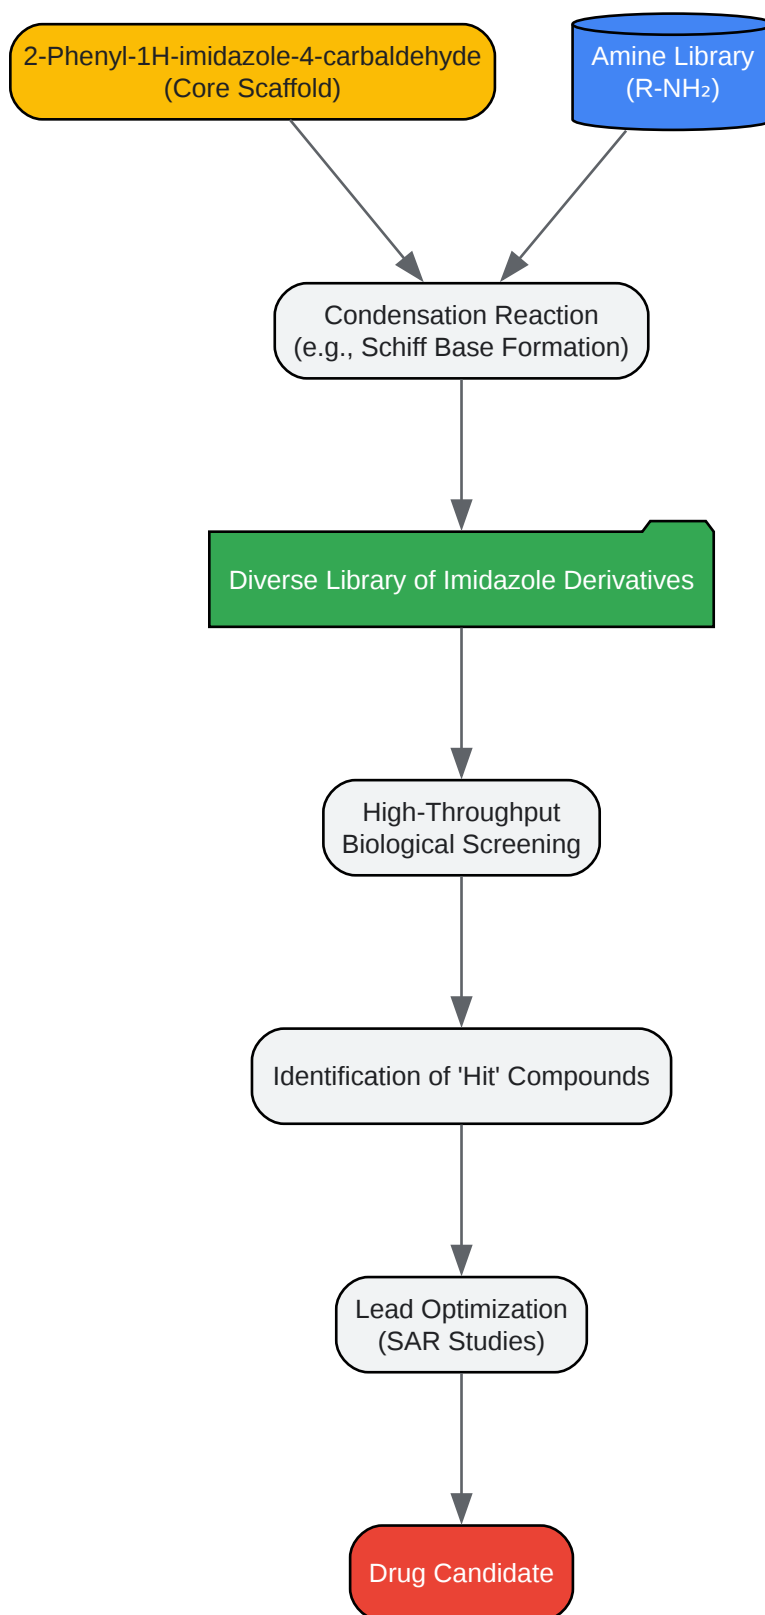 2-Phenyl-1H-imidazole-4-carbaldehyde
(Core Scaffold)
Amine Library
(R-NH₂)
Condensation Reaction
(e.g., Schiff Base Formation)
Diverse Library of Imidazole Derivatives
High-Throughput
Biological Screening
Identification of 'Hit' Compounds
Lead Optimization
(SAR Studies)
Drug Candidate